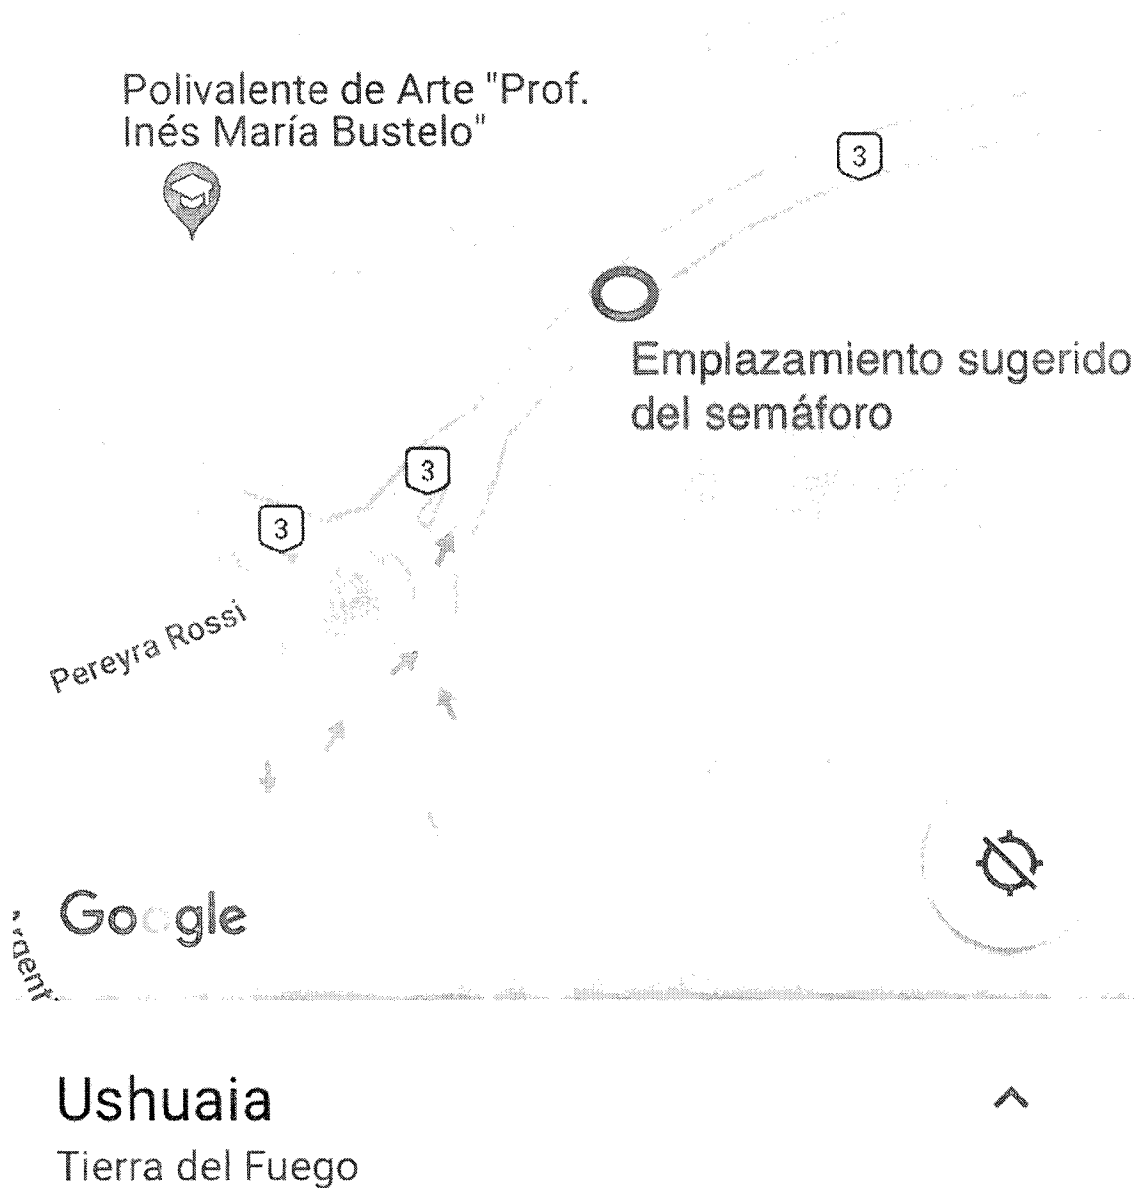 Polivalente de Arte "Prof.
Inés María Bustelo"
3
Emplazamiento sugerido
del semáforo
3
3
Pereyra Rossi
Google
Ushuaia
Tierra del Fuego